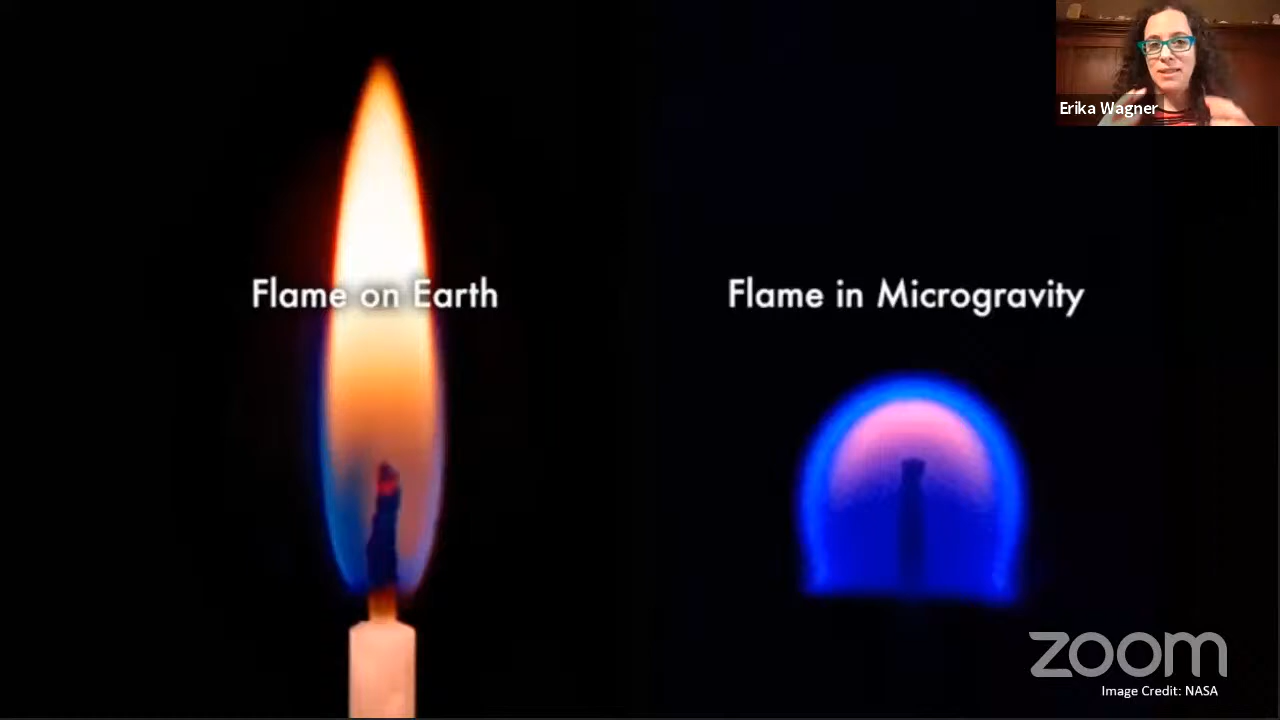 Erika Wagner
Flame on Earth
Flame in Microgravity
zoom
Image Credit: NASA